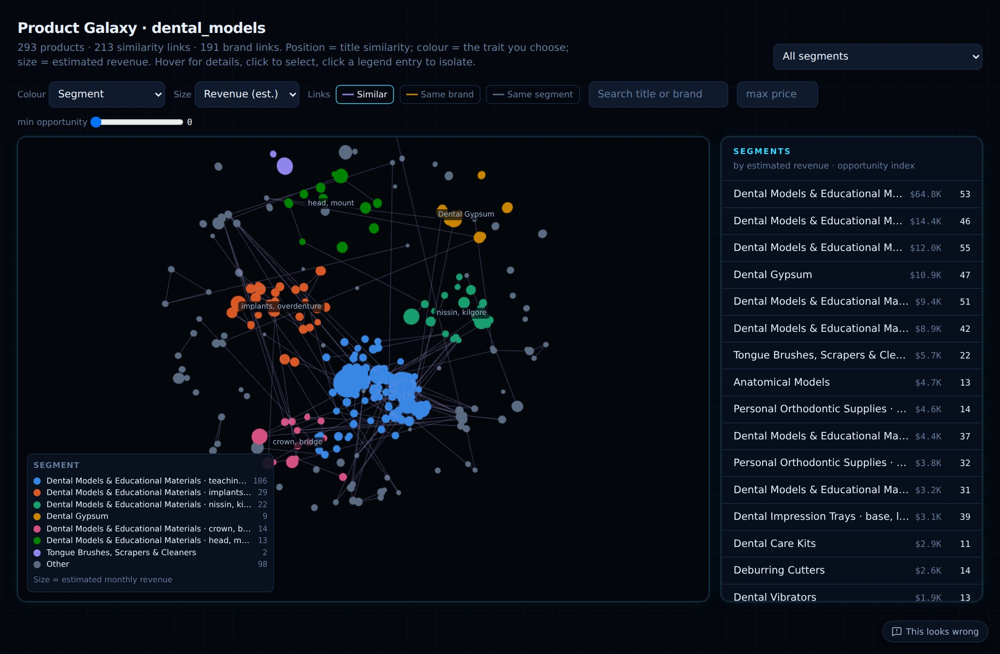 Product Galaxy · dental_models
293 products · 213 similarity links · 191 brand links. Position = title similarity; colour = the trait you choose;
size = estimated revenue. Hover for details, click to select, click a legend entry to isolate.
All segments
Colour Segment Size Revenue (est.) Links Similar Same brand Same segment Search title or brand max price
min opportunity 0
head, mount
Dental Gypsum
implants, overdenture
nissin, kilgore
crown, bridge
SEGMENT
Dental Models & Educational Materials · teachin... 106
Dental Models & Educational Materials · implants... 29
Dental Models & Educational Materials · nissin, ki... 22
Dental Gypsum 9
Dental Models & Educational Materials · crown, b... 14
Dental Models & Educational Materials · head, m... 13
Tongue Brushes, Scrapers & Cleaners 2
Other 98
Size = estimated monthly revenue
SEGMENTS
by estimated revenue · opportunity index
Dental Models & Educational M... $64.8K 53
Dental Models & Educational M... $14.4K 46
Dental Models & Educational M... $12.0K 55
Dental Gypsum $10.9K 47
Dental Models & Educational Ma... $9.4K 51
Dental Models & Educational Ma... $8.9K 42
Tongue Brushes, Scrapers & Cle... $5.7K 22
Anatomical Models $4.7K 13
Personal Orthodontic Supplies · ... $4.6K 14
Dental Models & Educational Ma... $4.4K 37
Personal Orthodontic Supplies · ... $3.8K 32
Dental Models & Educational Ma... $3.2K 31
Dental Impression Trays · base, l... $3.1K 39
Dental Care Kits $2.9K 11
Deburring Cutters $2.6K 14
Dental Vibrators $1.9K 13
This looks wrong